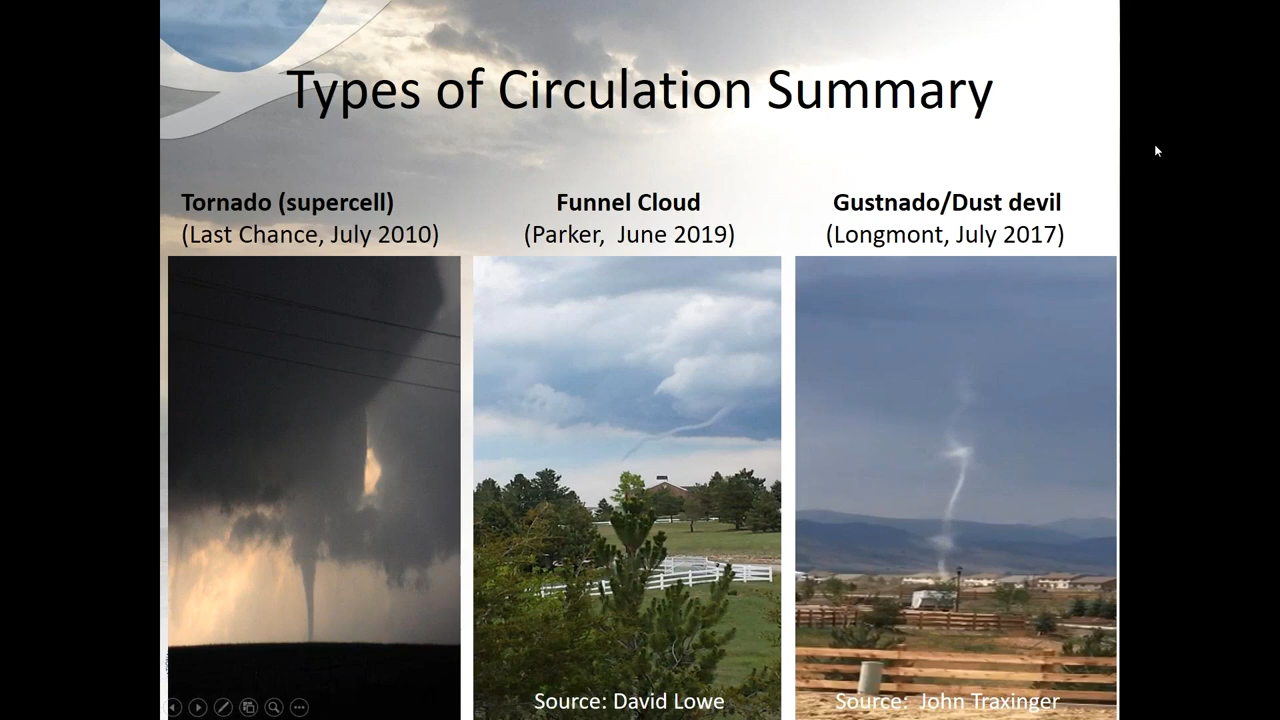 Types of Circulation Summary
Tornado (supercell)
(Last Chance, July 2010)
Funnel Cloud
(Parker, June 2019)
Gustnado/Dust devil
(Longmont, July 2017)
Source: David Lowe
Source: John Traxinger